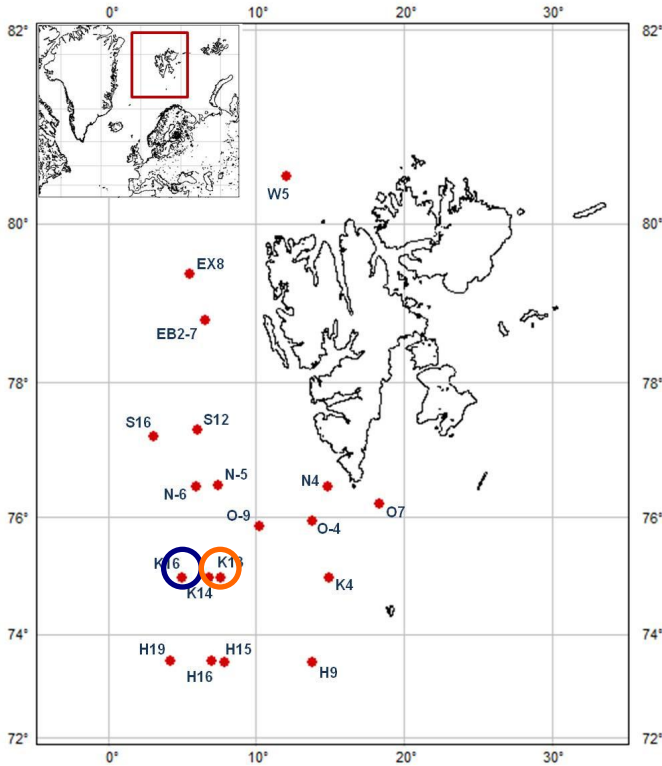 0° 10° 20° 30°
82° 82°
W5
80° 80°
EX8
EB2-7
78° 78°
S16 S12
N-5 N4
N-6
O7
O-9 O-4
76° 76°
K16 K13
K14 K4
74° 74°
H19 H15
H16 H9
72° 72°
0° 10° 20° 30°